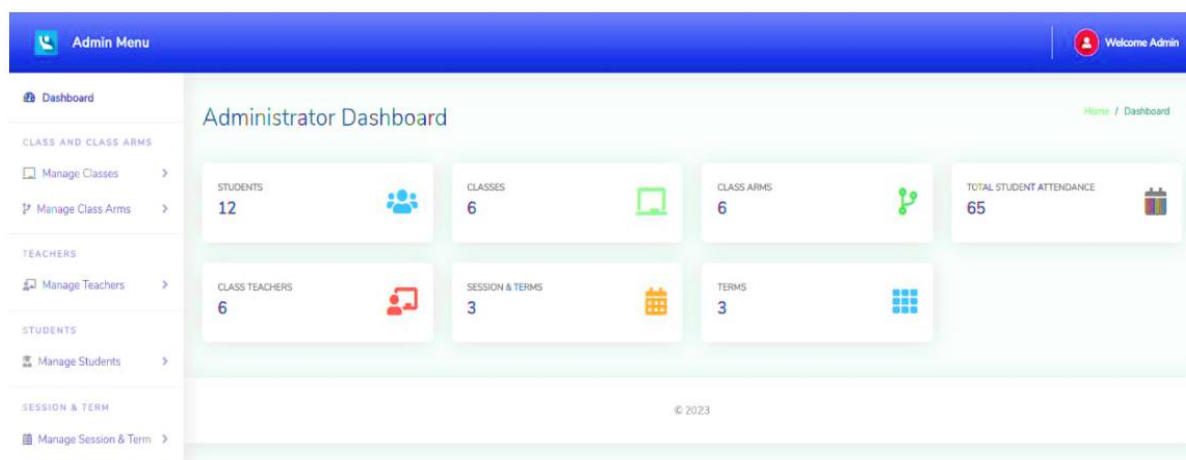 Admin Menu
Welcome Admin
Dashboard
CLASS AND CLASS ARMS
Manage Classes
Manage Class Arms
TEACHERS
Manage Teachers
STUDENTS
Manage Students
SESSION & TERM
Manage Session & Term
Administrator Dashboard
Home / Dashboard
STUDENTS
12
CLASSES
6
CLASS ARMS
6
TOTAL STUDENT ATTENDANCE
65
CLASS TEACHERS
6
SESSION & TERMS
3
TERMS
3
© 2023